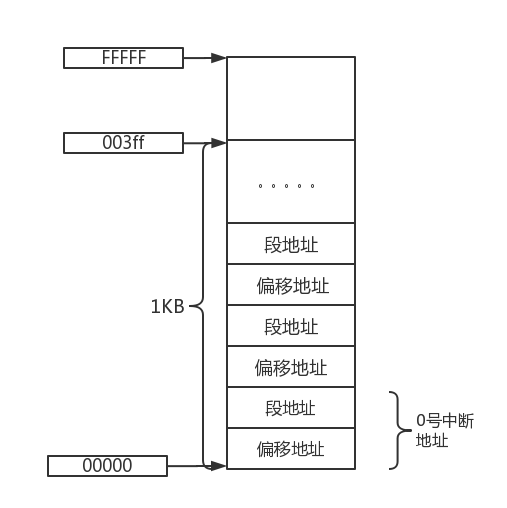 FFFFF
003ff
。。。。。
段地址
偏移地址
1KB
段地址
偏移地址
段地址
0号中断
地址
偏移地址
00000